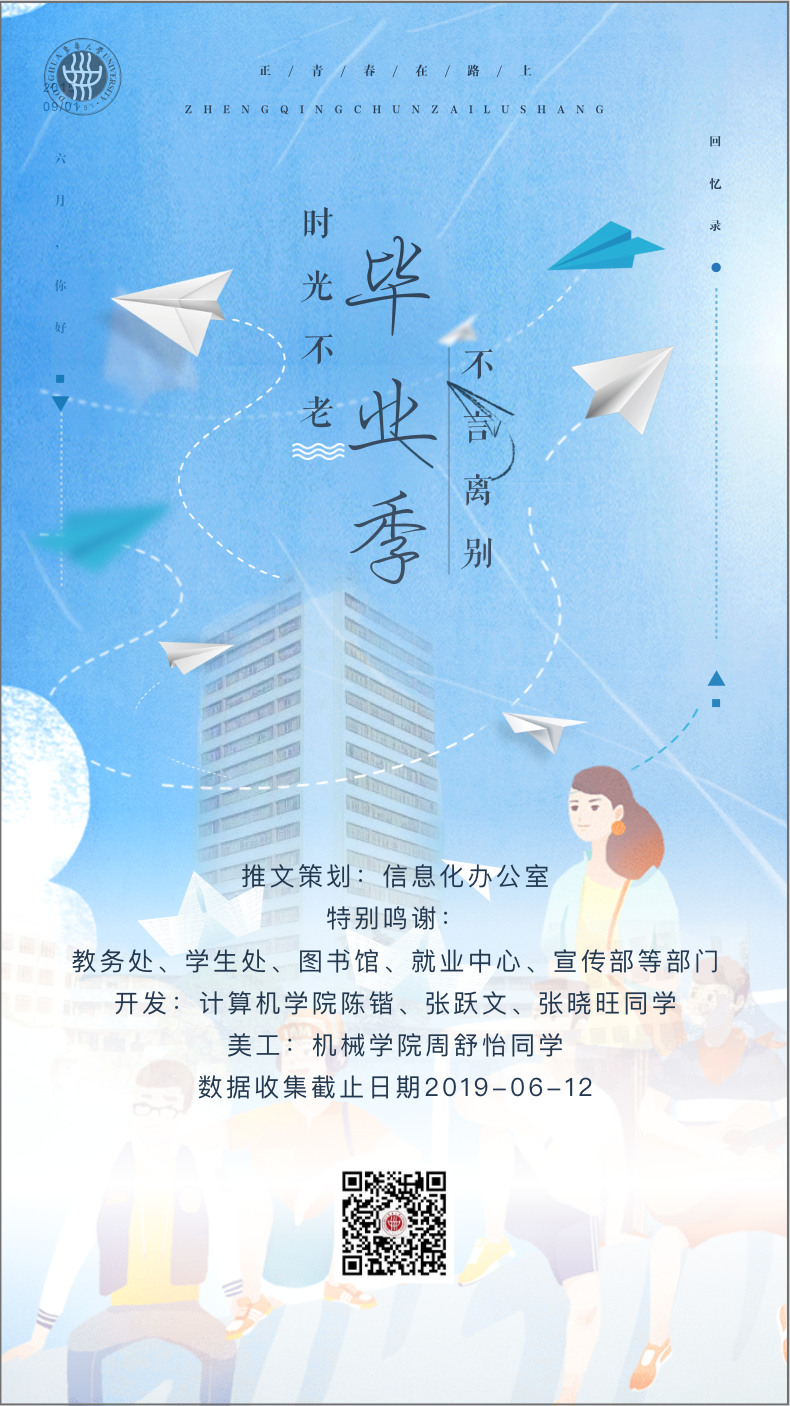 正/青/春/在/路/上
ZHENGQINGCHUNZAILUSHANG
09/01
六月、你好
回忆录
时光不老
毕业季
不言离别
推文策划：信息化办公室
特别鸣谢：
教务处、学生处、图书馆、就业中心、宣传部等部门
开发：计算机学院陈锴、张跃文、张晓旺同学
美工：机械学院周舒怡同学
数据收集截止日期2019-06-12